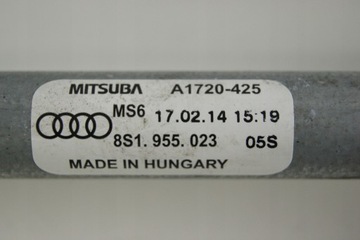 MITSUBA A1720-425
MS6 17.02.14 15:19
8S1.955.023 05S
MADE IN HUNGARY